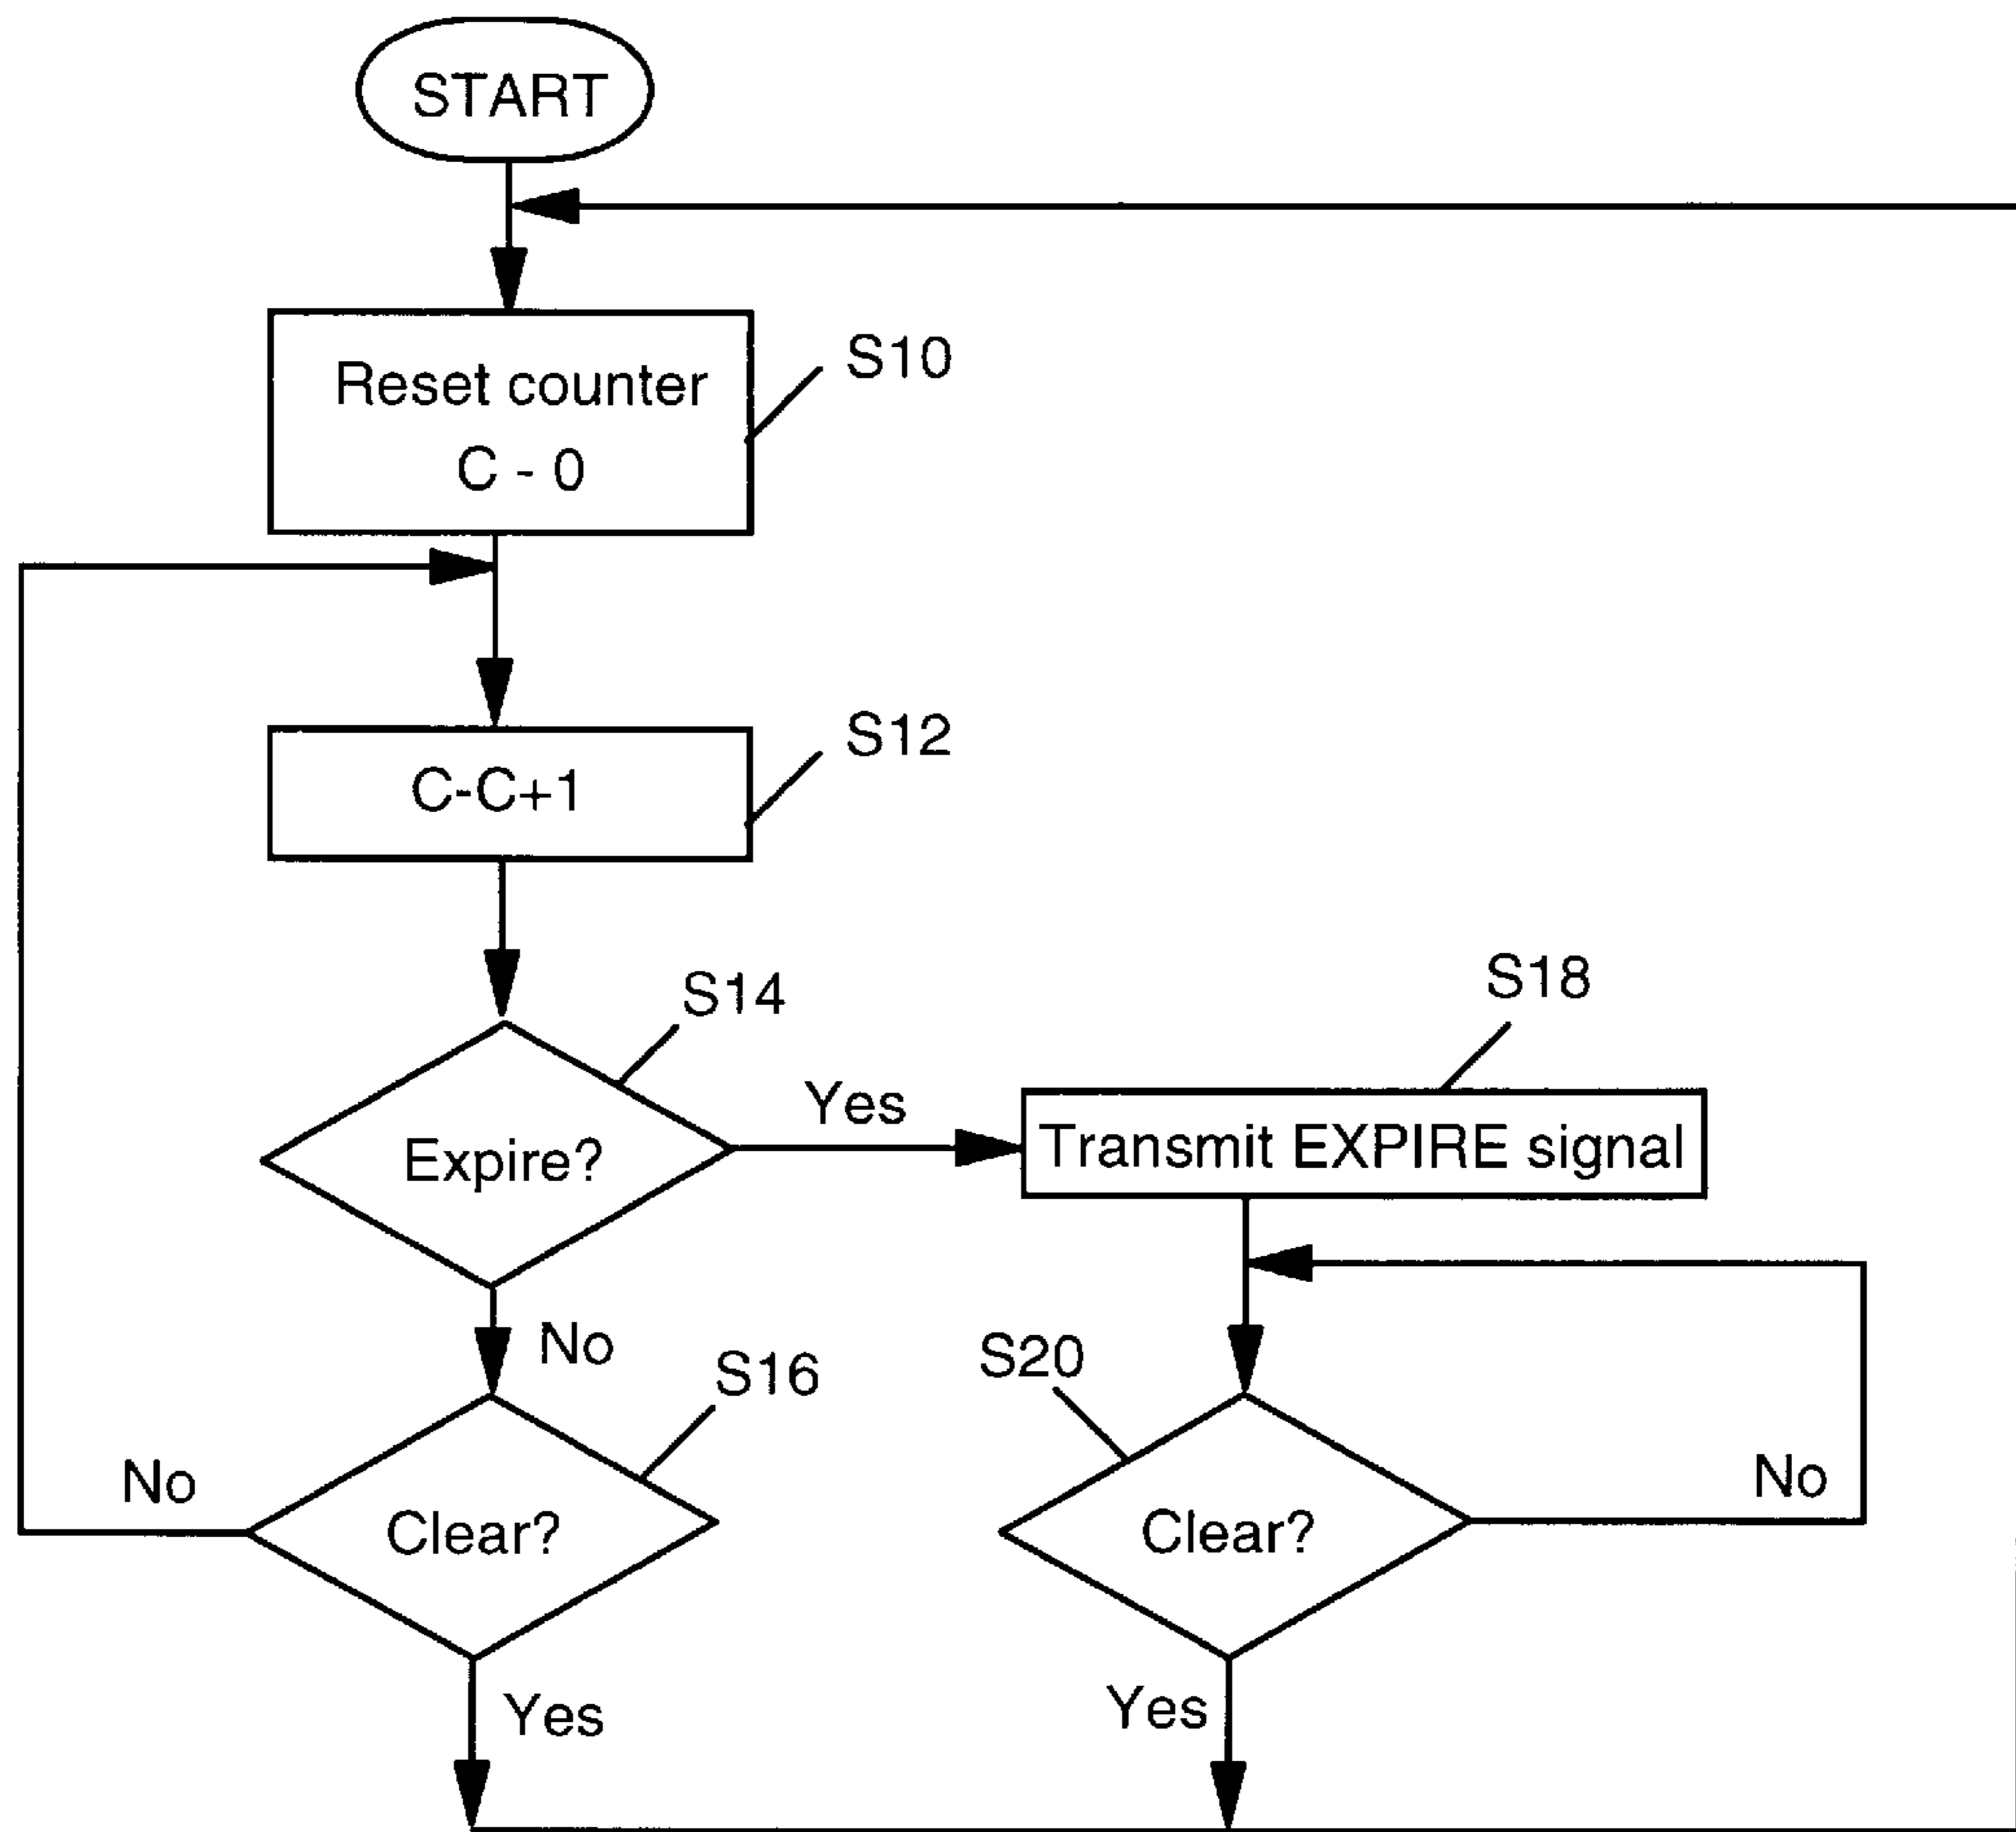 START
Reset counter
C - 0
S10
C-C+1
S12
S14
Expire?
Yes
S18
Transmit EXPIRE signal
No
S16
Clear?
No
Yes
S20
Clear?
No
Yes